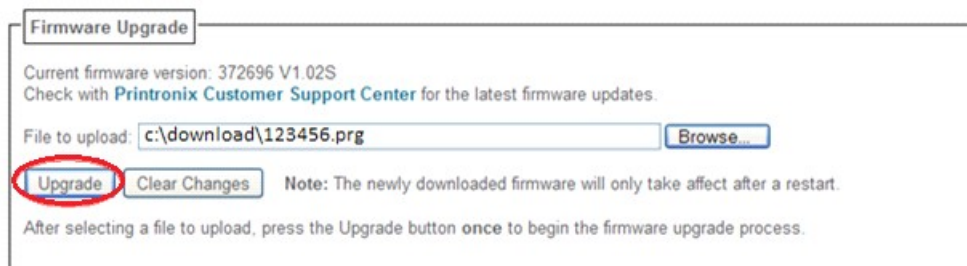 Firmware Upgrade
Current firmware version: 372696 V1.02S
Check with Printronix Customer Support Center for the latest firmware updates.
File to upload: c:\download\123456.prg Browse...
Upgrade Clear Changes Note: The newly downloaded firmware will only take affect after a restart.
After selecting a file to upload, press the Upgrade button once to begin the firmware upgrade process.